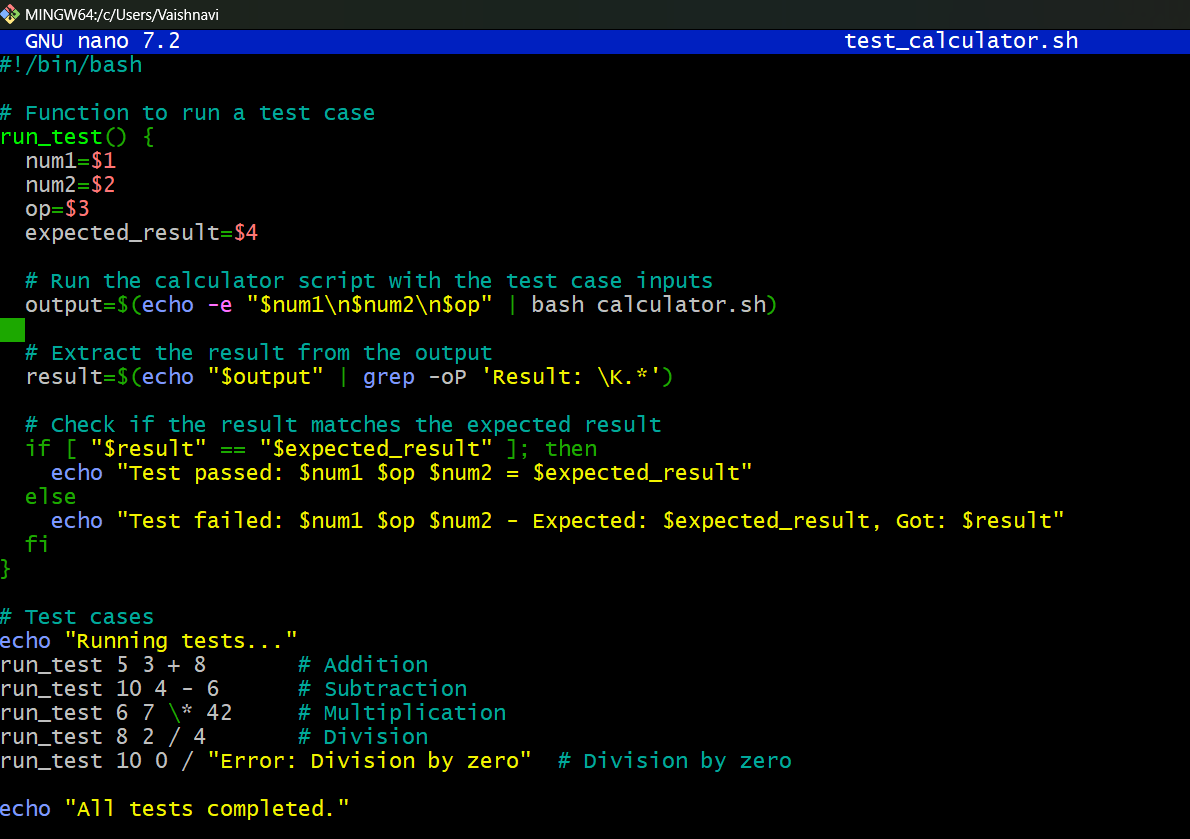 MINGW64:/c/Users/Vaishnavi
GNU nano 7.2 test_calculator.sh
#!/bin/bash

# Function to run a test case
run_test() {
  num1=$1
  num2=$2
  op=$3
  expected_result=$4

  # Run the calculator script with the test case inputs
  output=$(echo -e "$num1\n$num2\n$op" | bash calculator.sh)

  # Extract the result from the output
  result=$(echo "$output" | grep -oP 'Result: \K.*')

  # Check if the result matches the expected result
  if [ "$result" == "$expected_result" ]; then
    echo "Test passed: $num1 $op $num2 = $expected_result"
  else
    echo "Test failed: $num1 $op $num2 - Expected: $expected_result, Got: $result"
  fi
}

# Test cases
echo "Running tests..."
run_test 5 3 + 8       # Addition
run_test 10 4 - 6      # Subtraction
run_test 6 7 \* 42     # Multiplication
run_test 8 2 / 4       # Division
run_test 10 0 / "Error: Division by zero"  # Division by zero

echo "All tests completed."